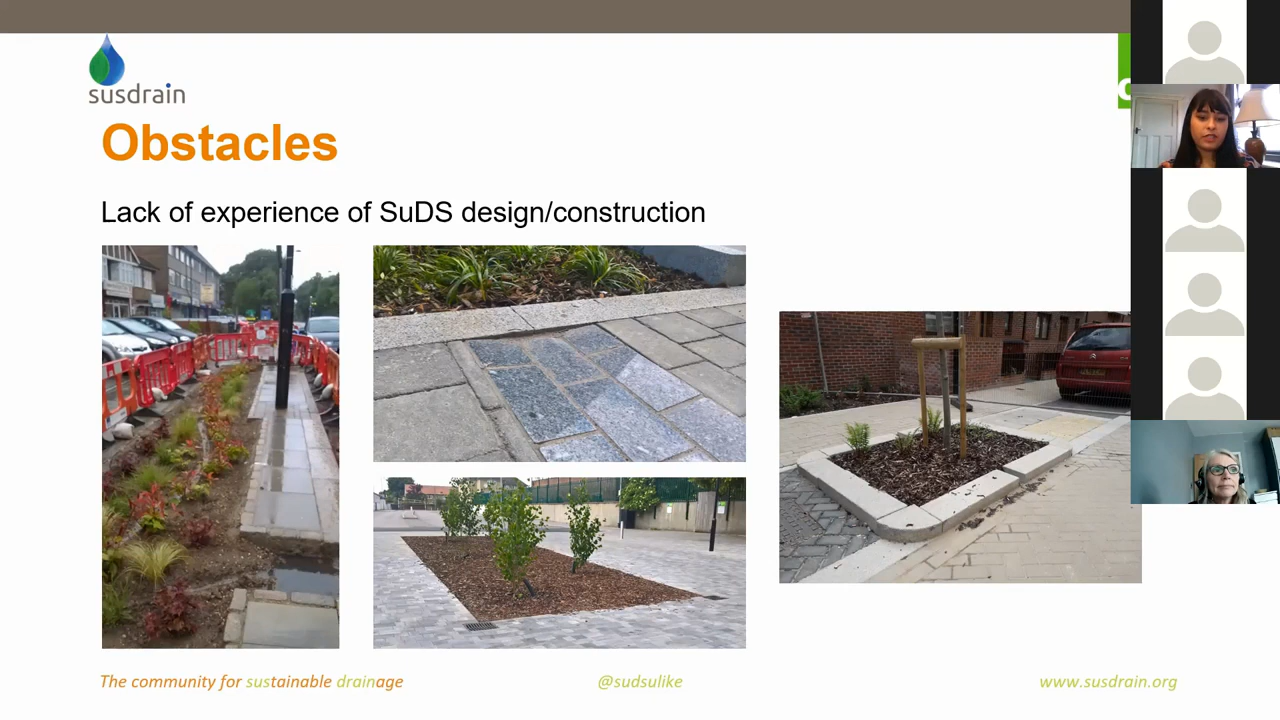 susdrain
Obstacles
Lack of experience of SuDS design/construction
The community for sustainable drainage
@sudsulike
www.susdrain.org